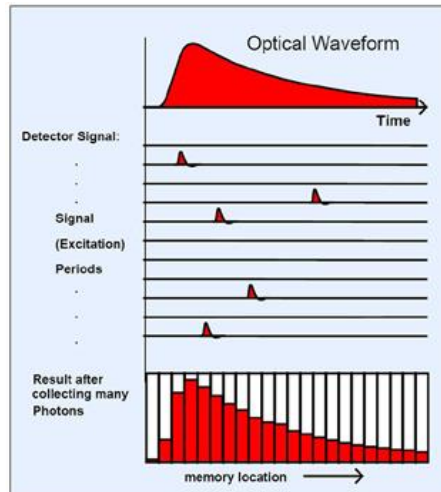 Optical Waveform
Time
Detector Signal:
.
.
.
Signal
(Excitation)
Periods
.
.
.
Result after
collecting many
Photons
memory location